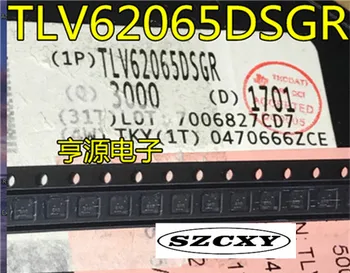 TLV62065DSGR
(1P)TLV62065DSGR
(Q) 3000 (D) 1701
(31T)LOT: 7006827CD7
TKY(1T) 0470666ZCE
亨源电子
SZCXY